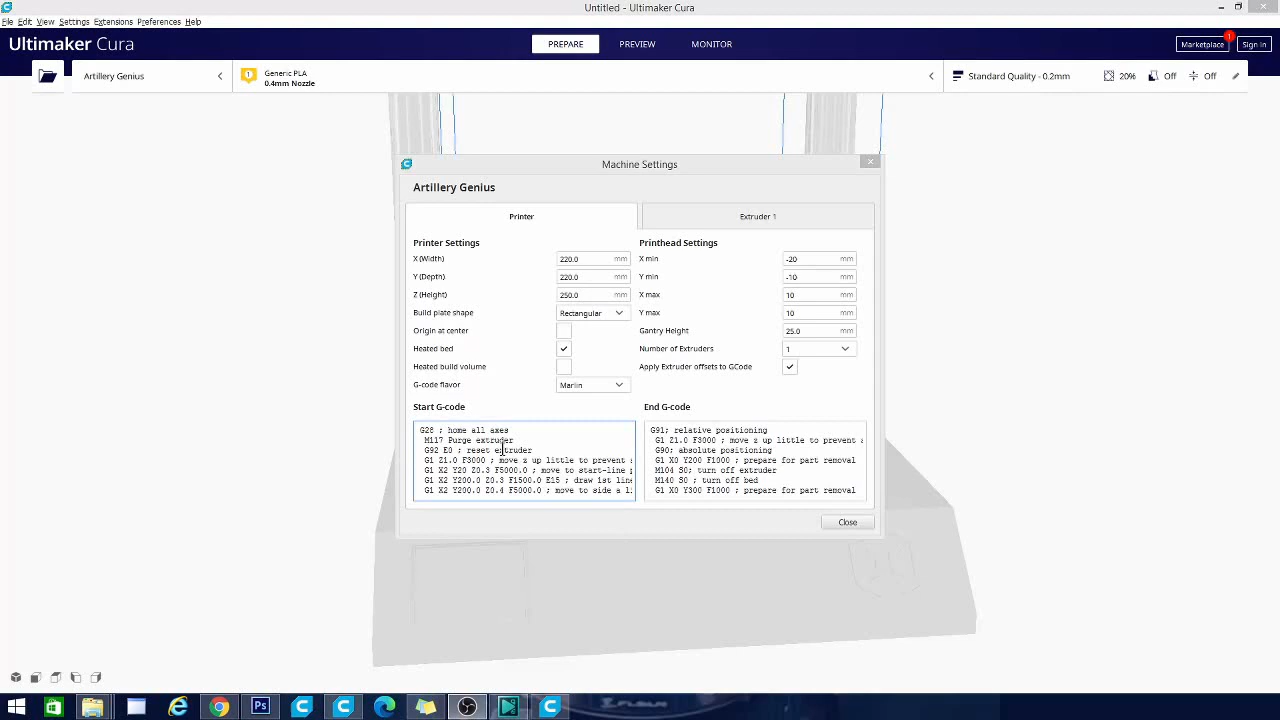 Untitled - Ultimaker Cura
File Edit View Settings Extensions Preferences Help
Ultimaker Cura
PREPARE
PREVIEW
MONITOR
Marketplace
1
Sign in
Artillery Genius
1
Generic PLA
0.4mm Nozzle
Standard Quality - 0.2mm
20%
Off
Off
Machine Settings
Artillery Genius
Printer
Extruder 1
Printer Settings
X (Width) 220.0 mm
Y (Depth) 220.0 mm
Z (Height) 250.0 mm
Build plate shape Rectangular
Origin at center
Heated bed
Heated build volume
G-code flavor Marlin
Printhead Settings
X min -20 mm
Y min -10 mm
X max 10 mm
Y max 10 mm
Gantry Height 25.0 mm
Number of Extruders 1
Apply Extruder offsets to GCode
Start G-code
G28 ; home all axes
M117 Purge extruder
G92 E0 ; reset extruder
G1 Z1.0 F3000 ; move z up little to prevent
G1 X2 Y20 Z0.3 F5000.0 ; move to start-line
G1 X2 Y200.0 Z0.3 F1500.0 E15 ; draw 1st line
G1 X2 Y200.0 Z0.4 F5000.0 ; move to side a
End G-code
G91; relative positioning
G1 Z1.0 F3000 ; move z up little to prevent
G90; absolute positioning
G1 X0 Y200 F1000 ; prepare for part removal
M104 S0; turn off extruder
M140 S0; turn off bed
G1 X0 Y300 F1000 ; prepare for part removal
Close
Ps